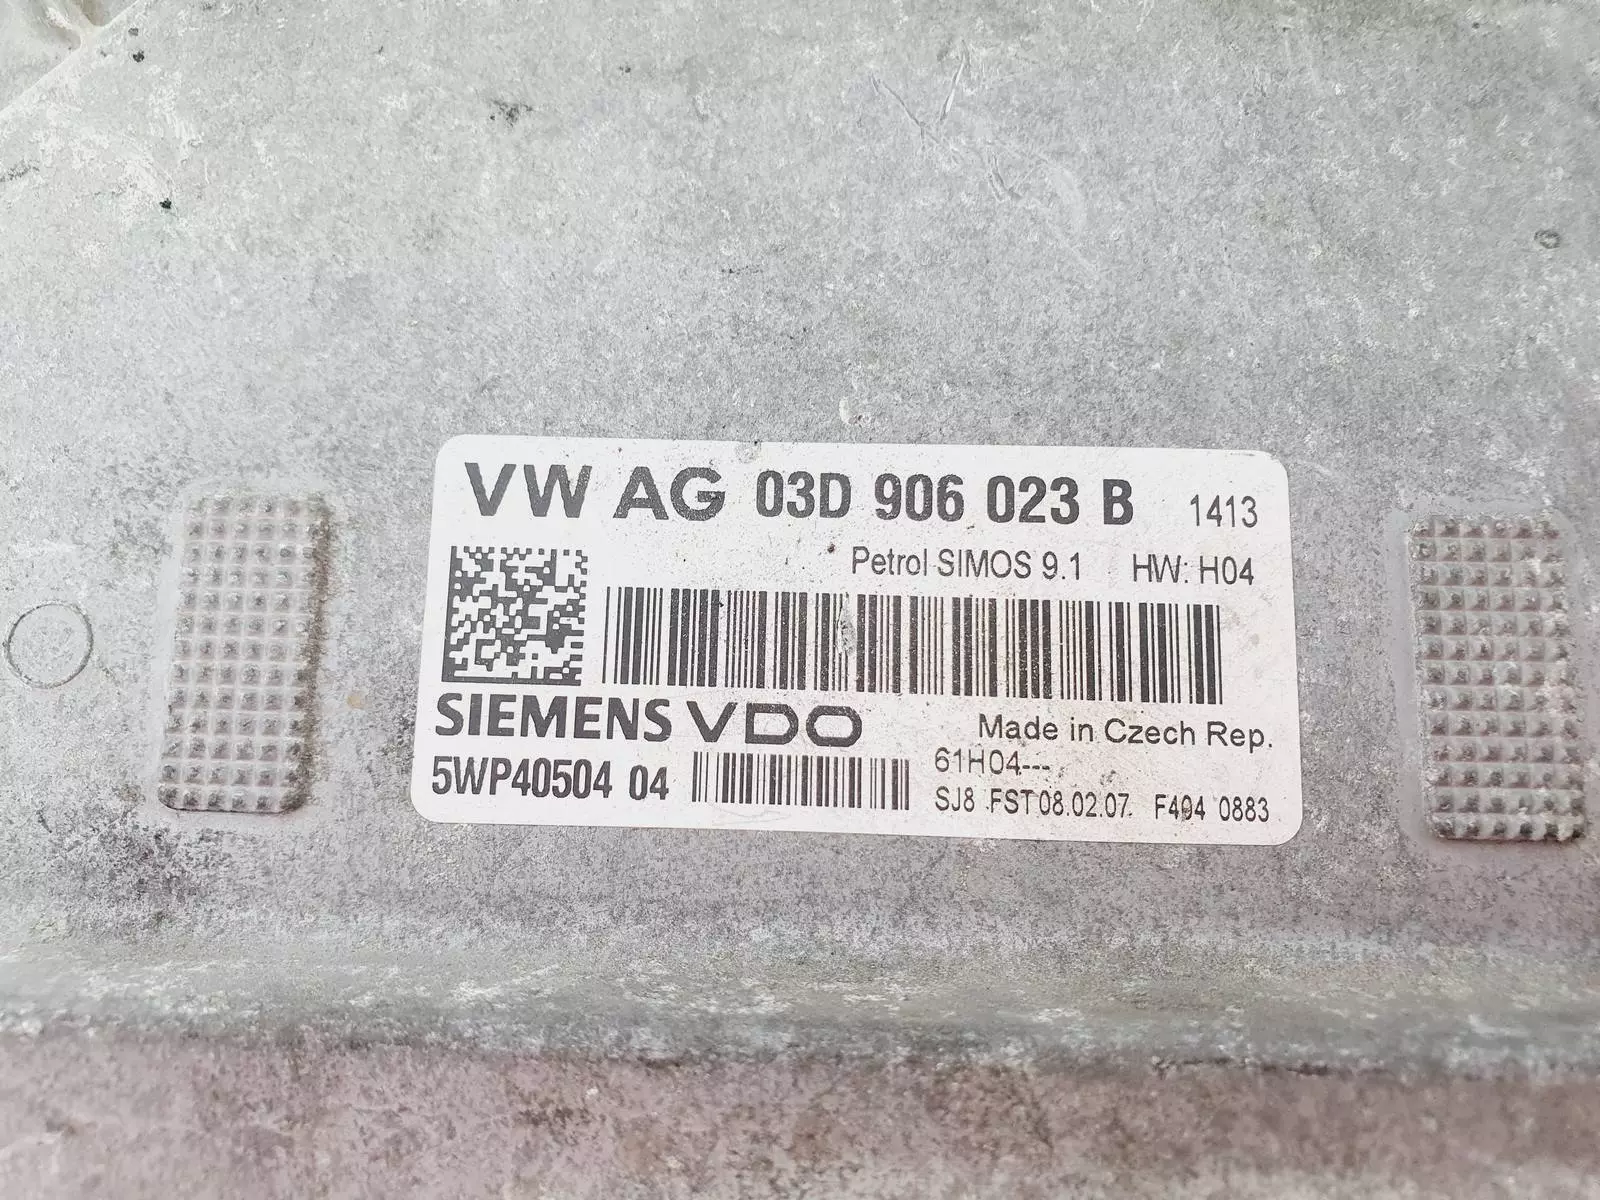 VW AG 03D 906 023 B 1413
Petrol SIMOS 9.1 HW: H04
SIEMENS VDO
Made in Czech Rep.
5WP40504 04
61H04---
SJ8 FST 08.02.07. F494 0883